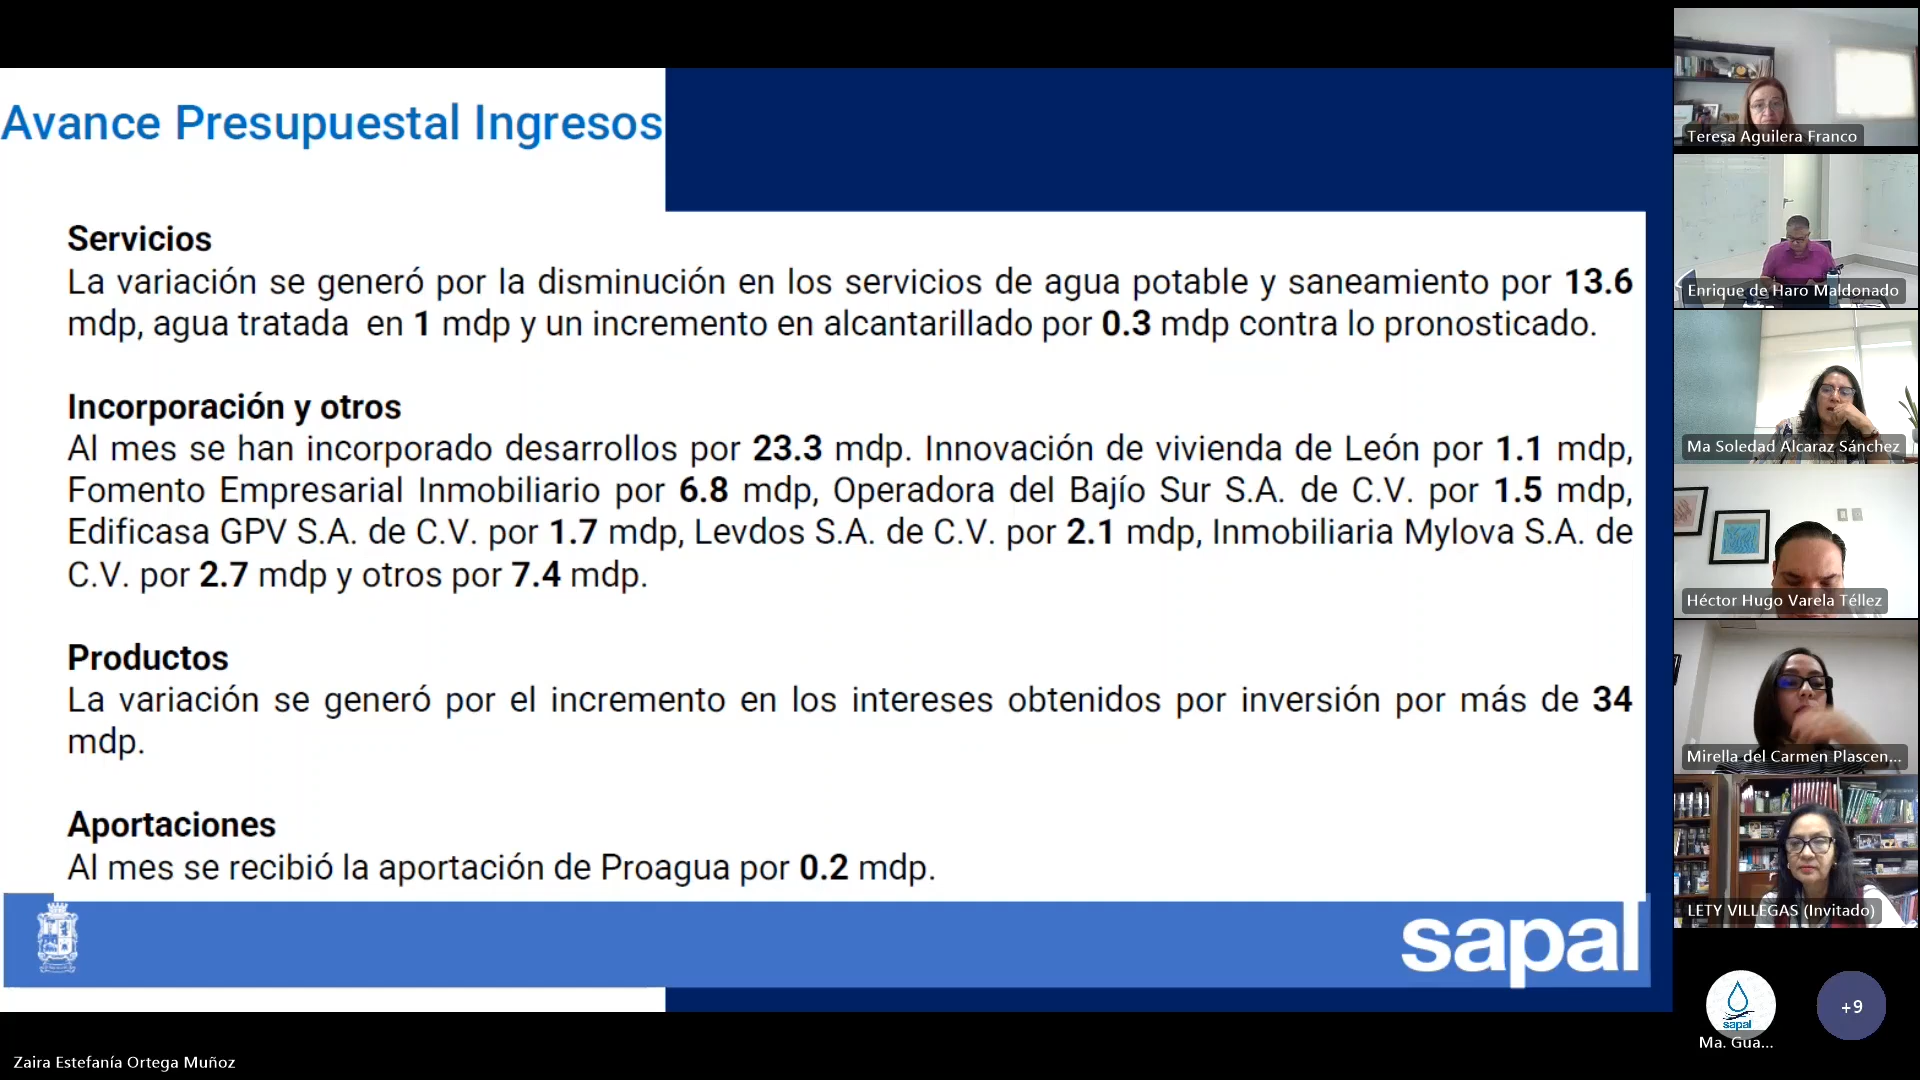 Avance Presupuestal Ingresos
Servicios
La variación se generó por la disminución en los servicios de agua potable y saneamiento por 13.6
mdp, agua tratada en 1 mdp y un incremento en alcantarillado por 0.3 mdp contra lo pronosticado.
Incorporación y otros
Al mes se han incorporado desarrollos por 23.3 mdp. Innovación de vivienda de León por 1.1 mdp,
Fomento Empresarial Inmobiliario por 6.8 mdp, Operadora del Bajío Sur S.A. de C.V. por 1.5 mdp,
Edificasa GPV S.A. de C.V. por 1.7 mdp, Levdos S.A. de C.V. por 2.1 mdp, Inmobiliaria Mylova S.A. de
C.V. por 2.7 mdp y otros por 7.4 mdp.
Productos
La variación se generó por el incremento en los intereses obtenidos por inversión por más de 34
mdp.
Aportaciones
Al mes se recibió la aportación de Proagua por 0.2 mdp.
sapal
Zaira Estefanía Ortega Muñoz
Teresa Aguilera Franco
Enrique de Haro Maldonado
Ma Soledad Alcaraz Sánchez
Héctor Hugo Varela Téllez
Mirella del Carmen Plascen...
LETY VILLEGAS (Invitado)
sapal
Ma. Gua...
+9